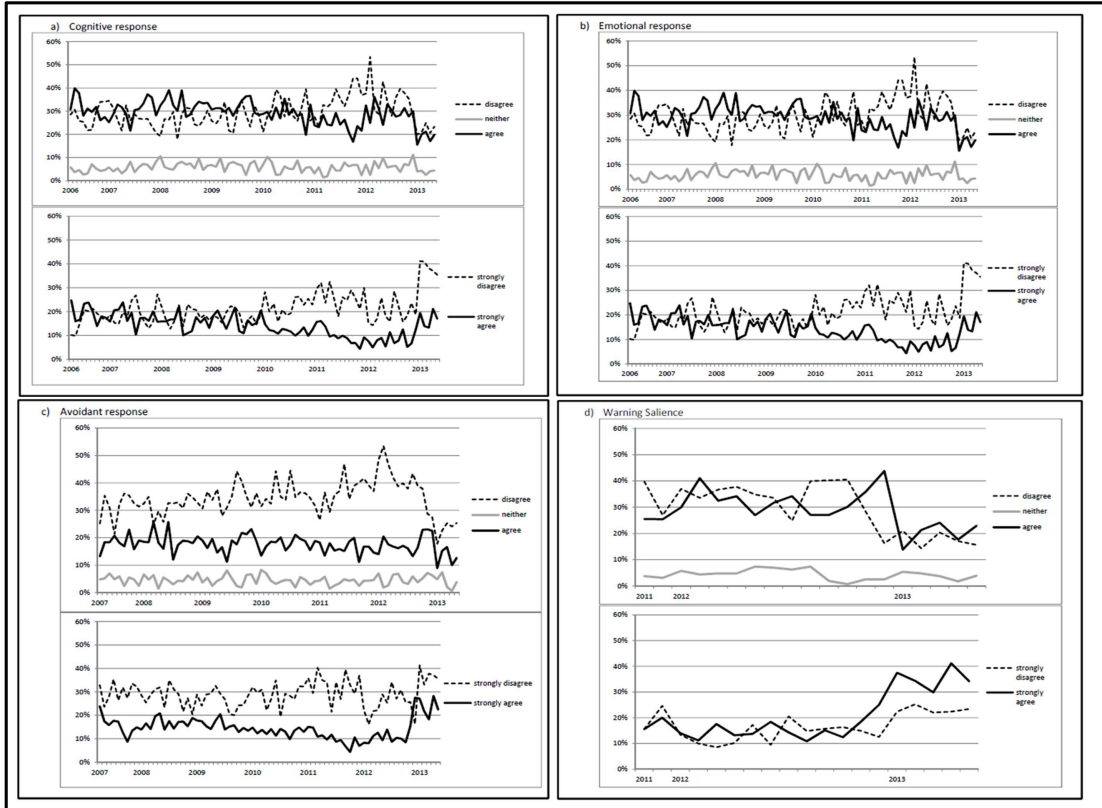 a) Cognitive response
60%
50%
40%
30%
20%
10%
0%
2006 2007 2008 2009 2010 2011 2012 2013
disagree
neither
agree
60%
50%
40%
30%
20%
10%
0%
2006 2007 2008 2009 2010 2011 2012 2013
strongly
disagree
strongly
agree
b) Emotional response
60%
50%
40%
30%
20%
10%
0%
2006 2007 2008 2009 2010 2011 2012 2013
disagree
neither
agree
60%
50%
40%
30%
20%
10%
0%
2006 2007 2008 2009 2010 2011 2012 2013
strongly
disagree
strongly
agree
c) Avoidant response
60%
50%
40%
30%
20%
10%
0%
2007 2008 2009 2010 2011 2012 2013
disagree
neither
agree
60%
50%
40%
30%
20%
10%
0%
2007 2008 2009 2010 2011 2012 2013
strongly disagree
strongly agree
d) Warning Salience
60%
50%
40%
30%
20%
10%
0%
2011 2012 2013
disagree
neither
agree
60%
50%
40%
30%
20%
10%
0%
2011 2012 2013
strongly
disagree
strongly
agree